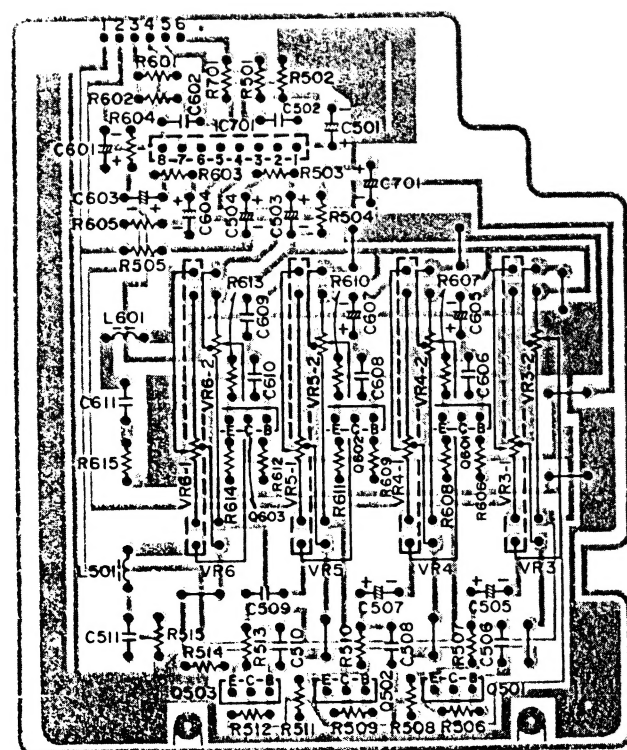 1 2 3 4 5 6
R601
C602
R701
R501
R502
R602
R604
C502
IC701
C501
C601
8-7-6-5-4-3-2-1
R603
R503
C701
C603
C604
C504
C503
R504
R605
R505
R613
R610
R607
C609
C607
C605
L601
VR6-2
VR5-2
VR4-2
VR3-2
C610
C608
C606
C611
E C B
E C B
E C B
Q602
Q601
R615
VR6-1
VR5-1
VR4-1
VR3-1
R614
R612
R611
R609
R608
R606
Q603
VR6
VR5
VR4
VR3
L501
C509
C507
C505
C511
R515
R513
C510
R510
C508
R507
C506
R514
Q503
E-C-B
E-C-B
Q502
E-C-B
Q501
R512
R511
R509
R508
R506